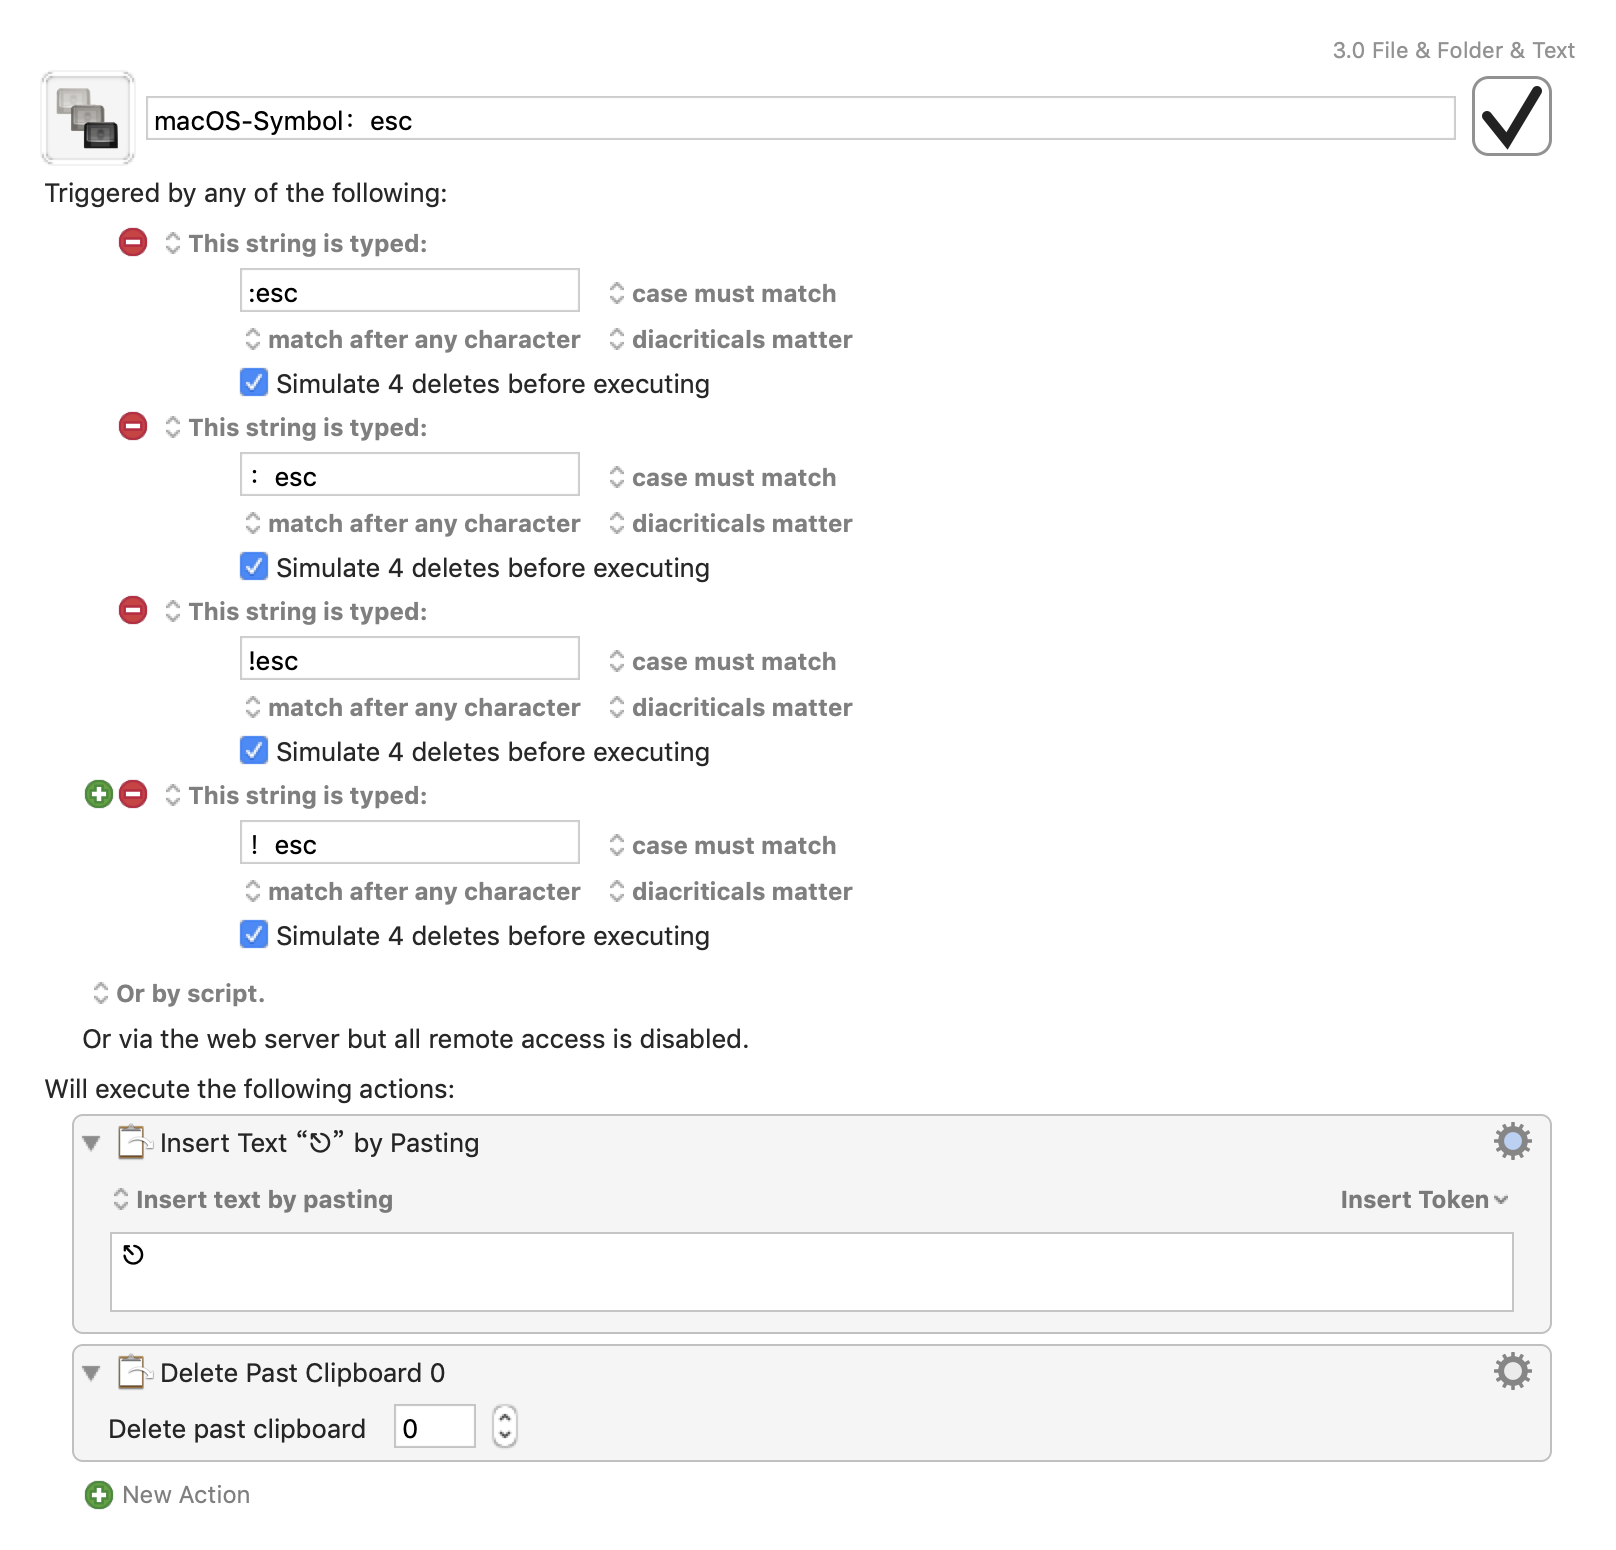 3.0 File & Folder & Text
macOS-Symbol：esc
Triggered by any of the following:
This string is typed:
:esc
case must match
match after any character
diacriticals matter
Simulate 4 deletes before executing
This string is typed:
：esc
case must match
match after any character
diacriticals matter
Simulate 4 deletes before executing
This string is typed:
!esc
case must match
match after any character
diacriticals matter
Simulate 4 deletes before executing
This string is typed:
！esc
case must match
match after any character
diacriticals matter
Simulate 4 deletes before executing
Or by script.
Or via the web server but all remote access is disabled.
Will execute the following actions:
Insert Text “⎋” by Pasting
Insert text by pasting
Insert Token
⎋
Delete Past Clipboard 0
Delete past clipboard 0
New Action